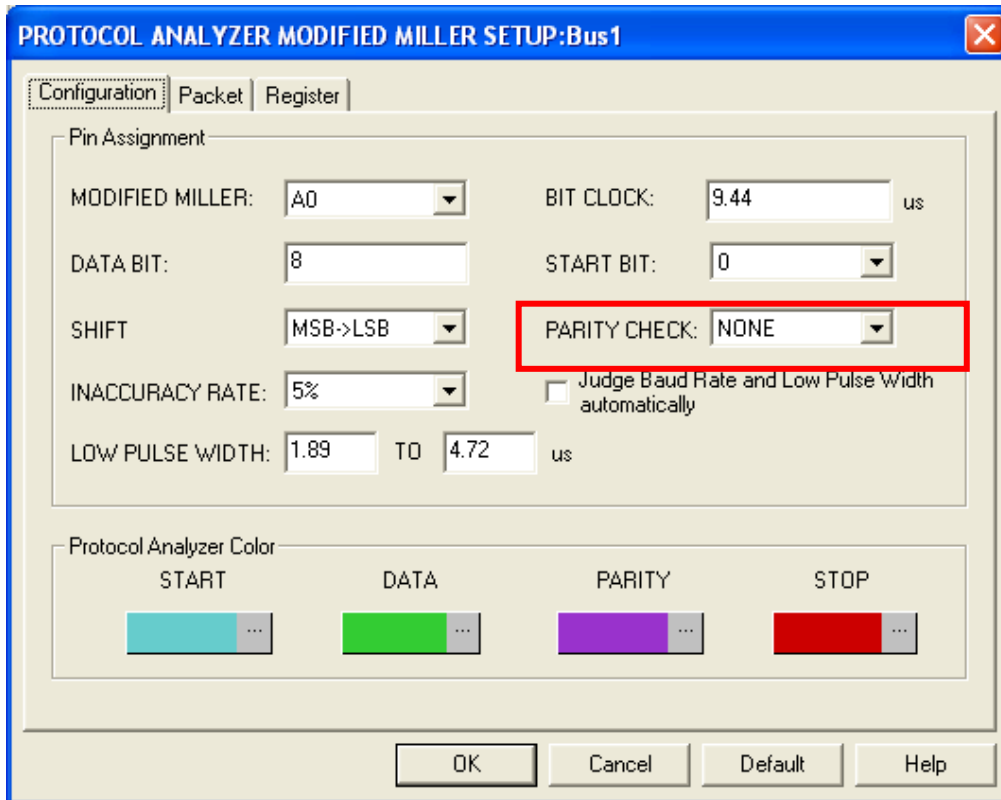 PROTOCOL ANALYZER MODIFIED MILLER SETUP:Bus1
Configuration Packet Register
Pin Assignment
MODIFIED MILLER: A0 BIT CLOCK: 9.44 us
DATA BIT: 8 START BIT: 0
SHIFT MSB->LSB PARITY CHECK: NONE
INACCURACY RATE: 5% Judge Baud Rate and Low Pulse Width
automatically
LOW PULSE WIDTH: 1.89 TO 4.72 us
Protocol Analyzer Color
START DATA PARITY STOP
... ... ... ...
OK Cancel Default Help